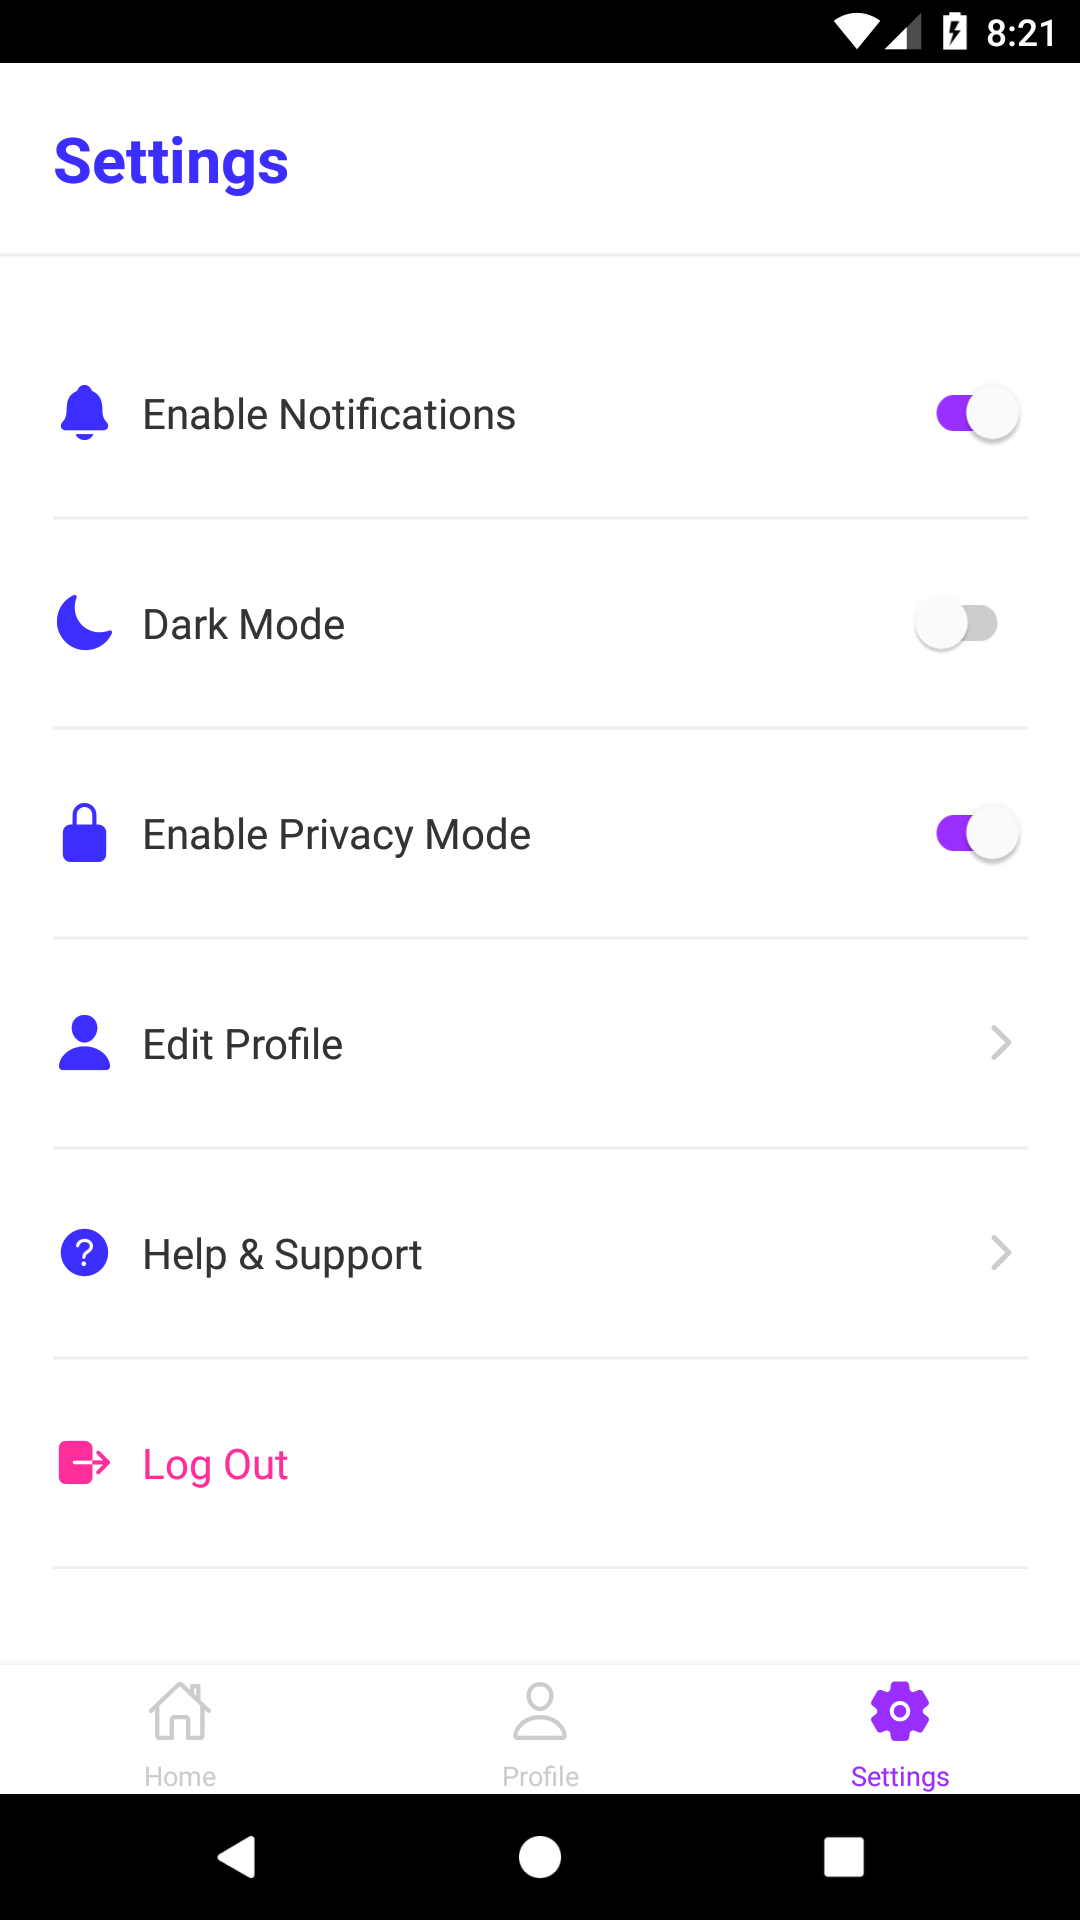 8:21
Settings
Enable Notifications
Dark Mode
Enable Privacy Mode
Edit Profile
Help & Support
Log Out
Home
Profile
Settings